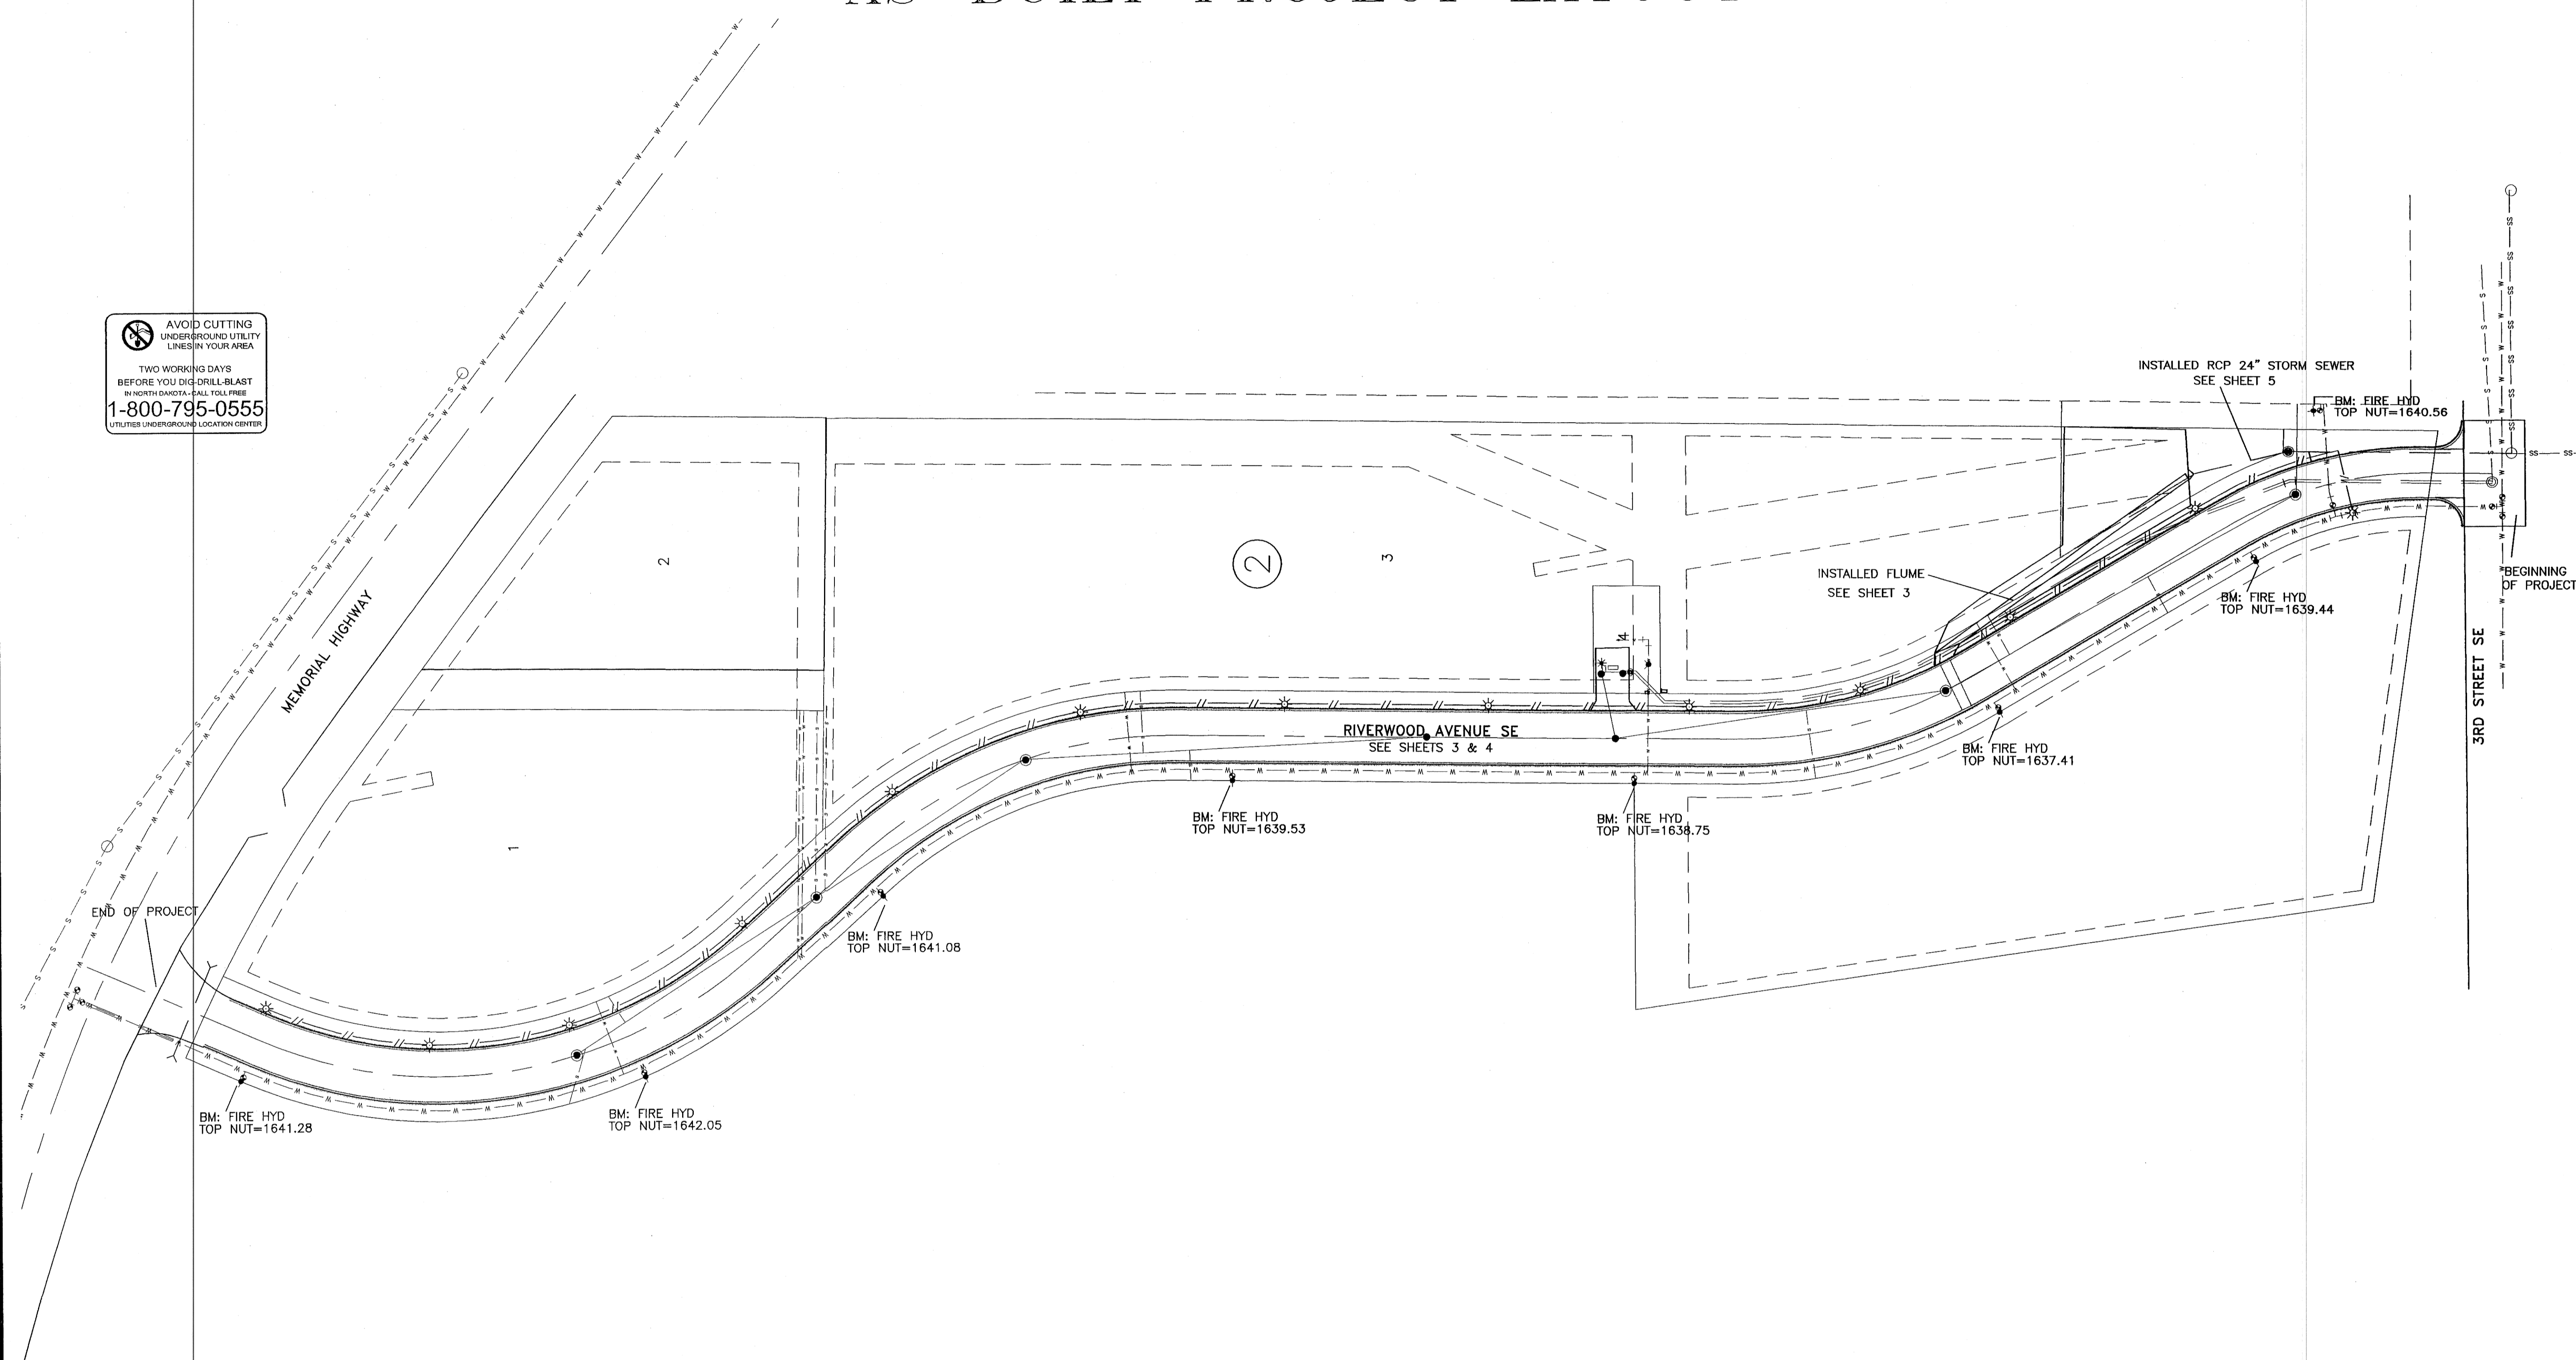 AS BUILT PROJECT LAYOUT
AVOID CUTTING
UNDERGROUND UTILITY
LINES IN YOUR AREA
TWO WORKING DAYS
BEFORE YOU DIG-DRILL-BLAST
IN NORTH DAKOTA-CALL TOLL FREE
1-800-795-0555
UTILITIES UNDERGROUND LOCATION CENTER
INSTALLED RCP 24" STORM SEWER
SEE SHEET 5
BM: FIRE HYD
TOP NUT=1640.56
MEMORIAL HIGHWAY
2
2
3
1
4
INSTALLED FLUME
SEE SHEET 3
BEGINNING
OF PROJECT
BM: FIRE HYD
TOP NUT=1639.44
3RD STREET SE
RIVERWOOD AVENUE SE
SEE SHEETS 3 & 4
BM: FIRE HYD
TOP NUT=1637.41
BM: FIRE HYD
TOP NUT=1639.53
BM: FIRE HYD
TOP NUT=1638.75
END OF PROJECT
BM: FIRE HYD
TOP NUT=1641.08
BM: FIRE HYD
TOP NUT=1641.28
BM: FIRE HYD
TOP NUT=1642.05